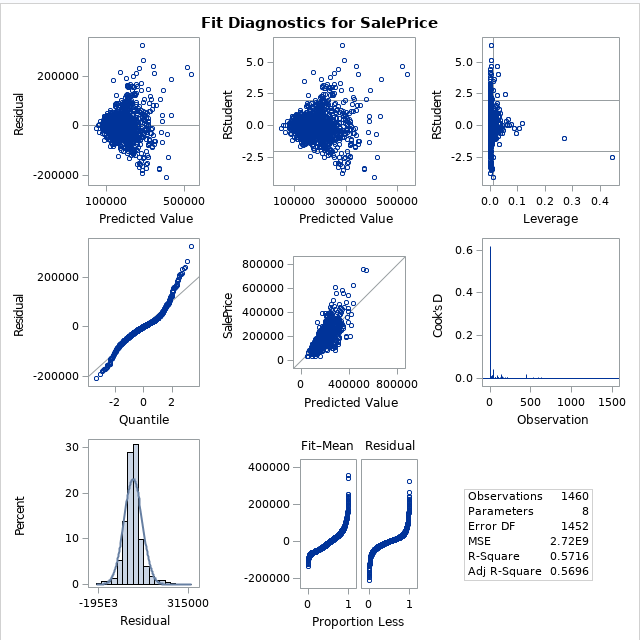 Fit Diagnostics for SalePrice
Residual
200000
0
-200000
100000
500000
Predicted Value
RStudent
5.0
2.5
0.0
-2.5
100000
300000
500000
Predicted Value
RStudent
5.0
2.5
0.0
-2.5
0.0
0.1
0.2
0.3
0.4
Leverage
Residual
200000
0
-200000
-2
0
2
Quantile
SalePrice
800000
600000
400000
200000
0
0
400000
800000
Predicted Value
Cook's D
0.6
0.4
0.2
0.0
0
500
1000
1500
Observation
Percent
30
20
10
0
-195E3
315000
Residual
Fit–Mean
Residual
400000
200000
0
-200000
0
1
0
1
Proportion Less
Observations 1460
Parameters 8
Error DF 1452
MSE 2.72E9
R-Square 0.5716
Adj R-Square 0.5696